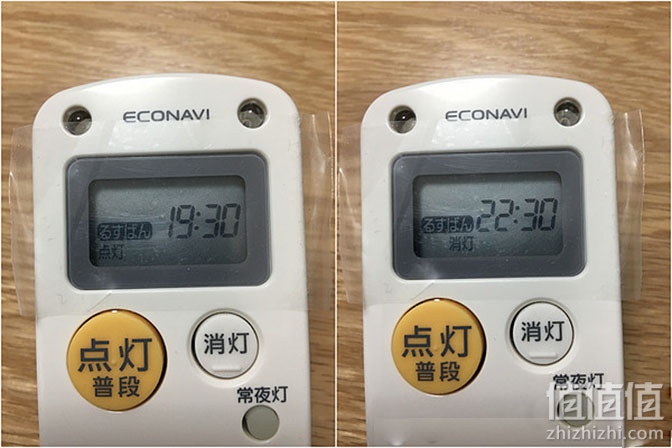 ECONAVI
るすばん 19:30
点灯
点灯
普段
消灯
常夜灯
ECONAVI
るすばん 22:30
消灯
点灯
普段
消灯
常夜灯
值值值
zhizhizhi.com